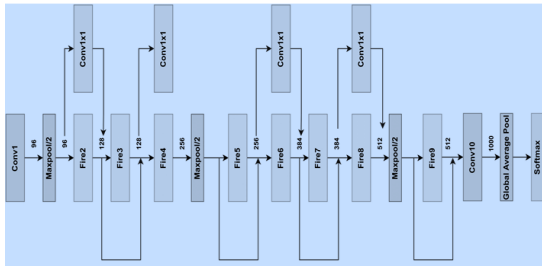 Conv1x1
Conv1x1
Conv1x1
Conv1x1
Conv1
96
Maxpool/2
96
Fire2
128
Fire3
128
Fire4
256
Maxpool/2
Fire5
256
Fire6
384
Fire7
384
Fire8
512
Maxpool/2
Fire9
512
Conv10
1000
Global Average Pool
Softmax